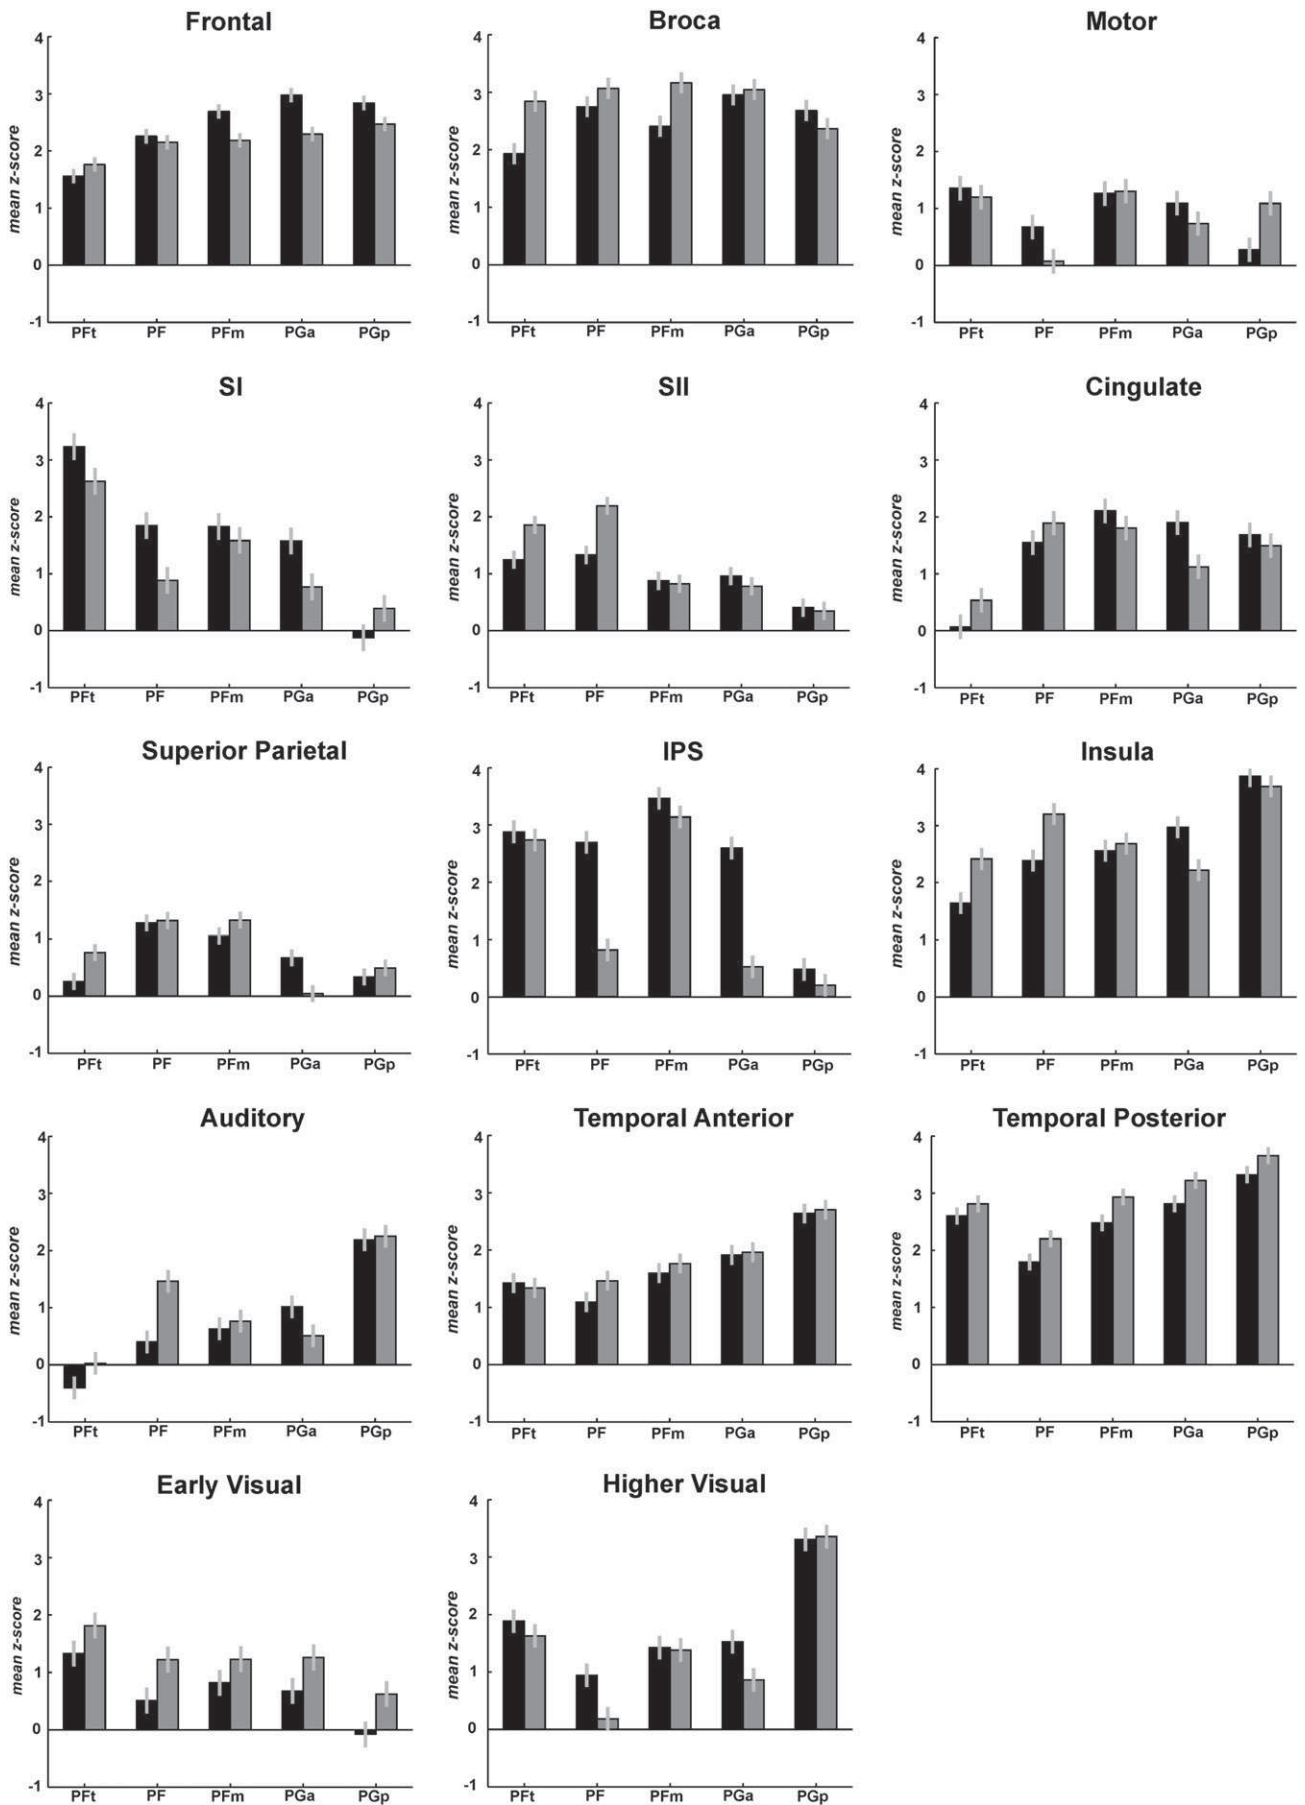 Frontal
4
3
2
1
0
-1
mean z-score
PFt PF PFm PGa PGp
Broca
4
3
2
1
0
-1
mean z-score
PFt PF PFm PGa PGp
Motor
4
3
2
1
0
-1
mean z-score
PFt PF PFm PGa PGp
SI
4
3
2
1
0
-1
mean z-score
PFt PF PFm PGa PGp
SII
4
3
2
1
0
-1
mean z-score
PFt PF PFm PGa PGp
Cingulate
4
3
2
1
0
-1
mean z-score
PFt PF PFm PGa PGp
Superior Parietal
4
3
2
1
0
-1
mean z-score
PFt PF PFm PGa PGp
IPS
4
3
2
1
0
-1
mean z-score
PFt PF PFm PGa PGp
Insula
4
3
2
1
0
-1
mean z-score
PFt PF PFm PGa PGp
Auditory
4
3
2
1
0
-1
mean z-score
PFt PF PFm PGa PGp
Temporal Anterior
4
3
2
1
0
-1
mean z-score
PFt PF PFm PGa PGp
Temporal Posterior
4
3
2
1
0
-1
mean z-score
PFt PF PFm PGa PGp
Early Visual
4
3
2
1
0
-1
mean z-score
PFt PF PFm PGa PGp
Higher Visual
4
3
2
1
0
-1
mean z-score
PFt PF PFm PGa PGp